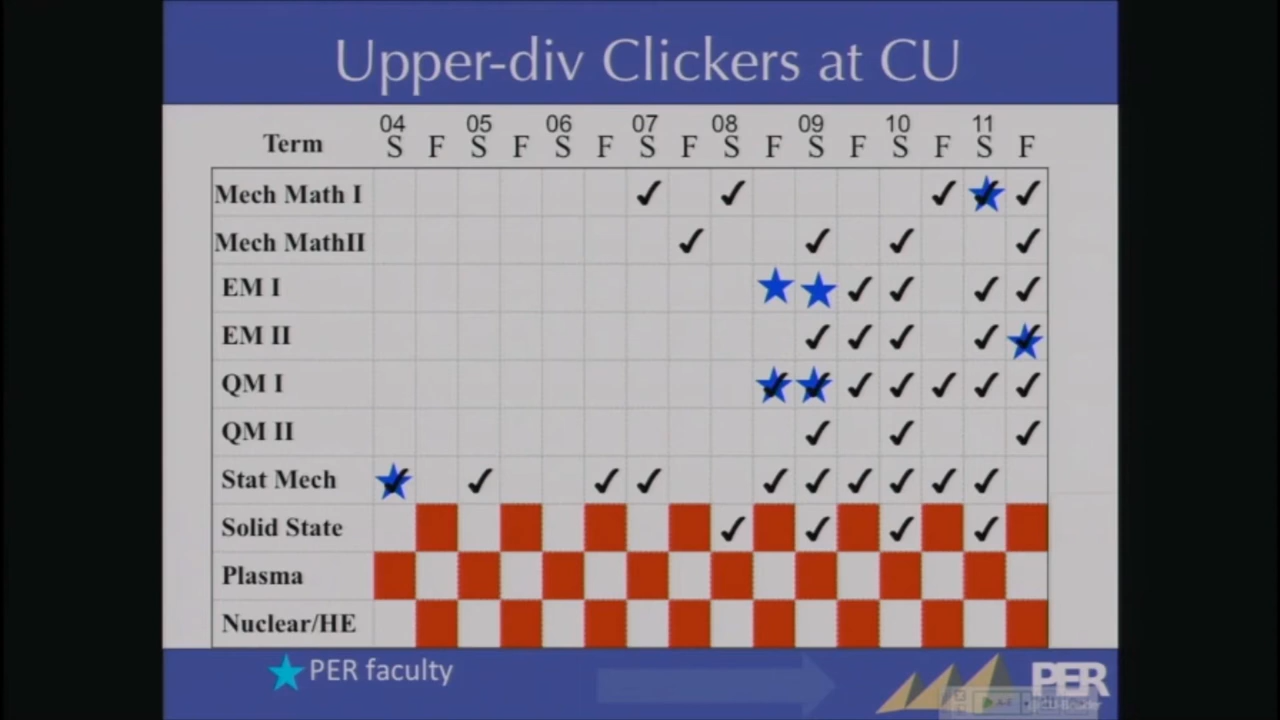 Upper-div Clickers at CU
04 05 06 07 08 09 10 11
Term S F S F S F S F S F S F S F S F
Mech Math I ✓ ✓ ✓ ✓ ✓
Mech MathII ✓ ✓ ✓ ✓
EM I ✓ ✓ ✓ ✓
EM II ✓ ✓ ✓ ✓ ✓
QM I ✓ ✓ ✓ ✓ ✓ ✓ ✓
QM II ✓ ✓ ✓
Stat Mech ✓ ✓ ✓ ✓ ✓ ✓ ✓ ✓ ✓ ✓
Solid State ✓ ✓ ✓ ✓
Plasma
Nuclear/HE
PER faculty
PER